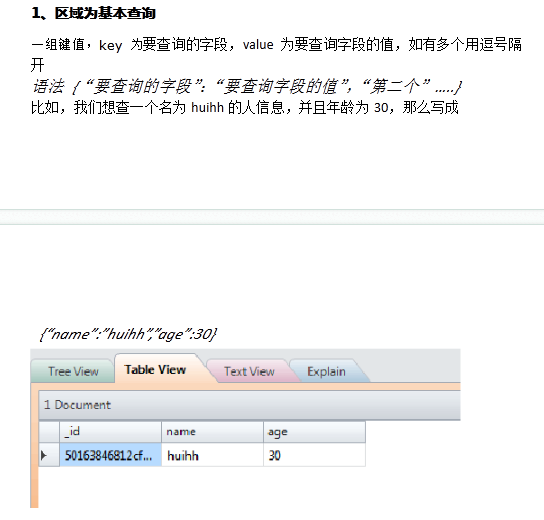 1、区域为基本查询
一组键值，key 为要查询的字段，value 为要查询字段的值，如有多个用逗号隔
开
语法 {“要查询的字段”：“要查询字段的值”，“第二个”…..}
比如，我们想查一个名为 huihh 的人信息，并且年龄为 30，那么写成
{“name”:”huihh”,”age”:30}
Tree View Table View Text View Explain
1 Document
_id name age
50163846812cf... huihh 30